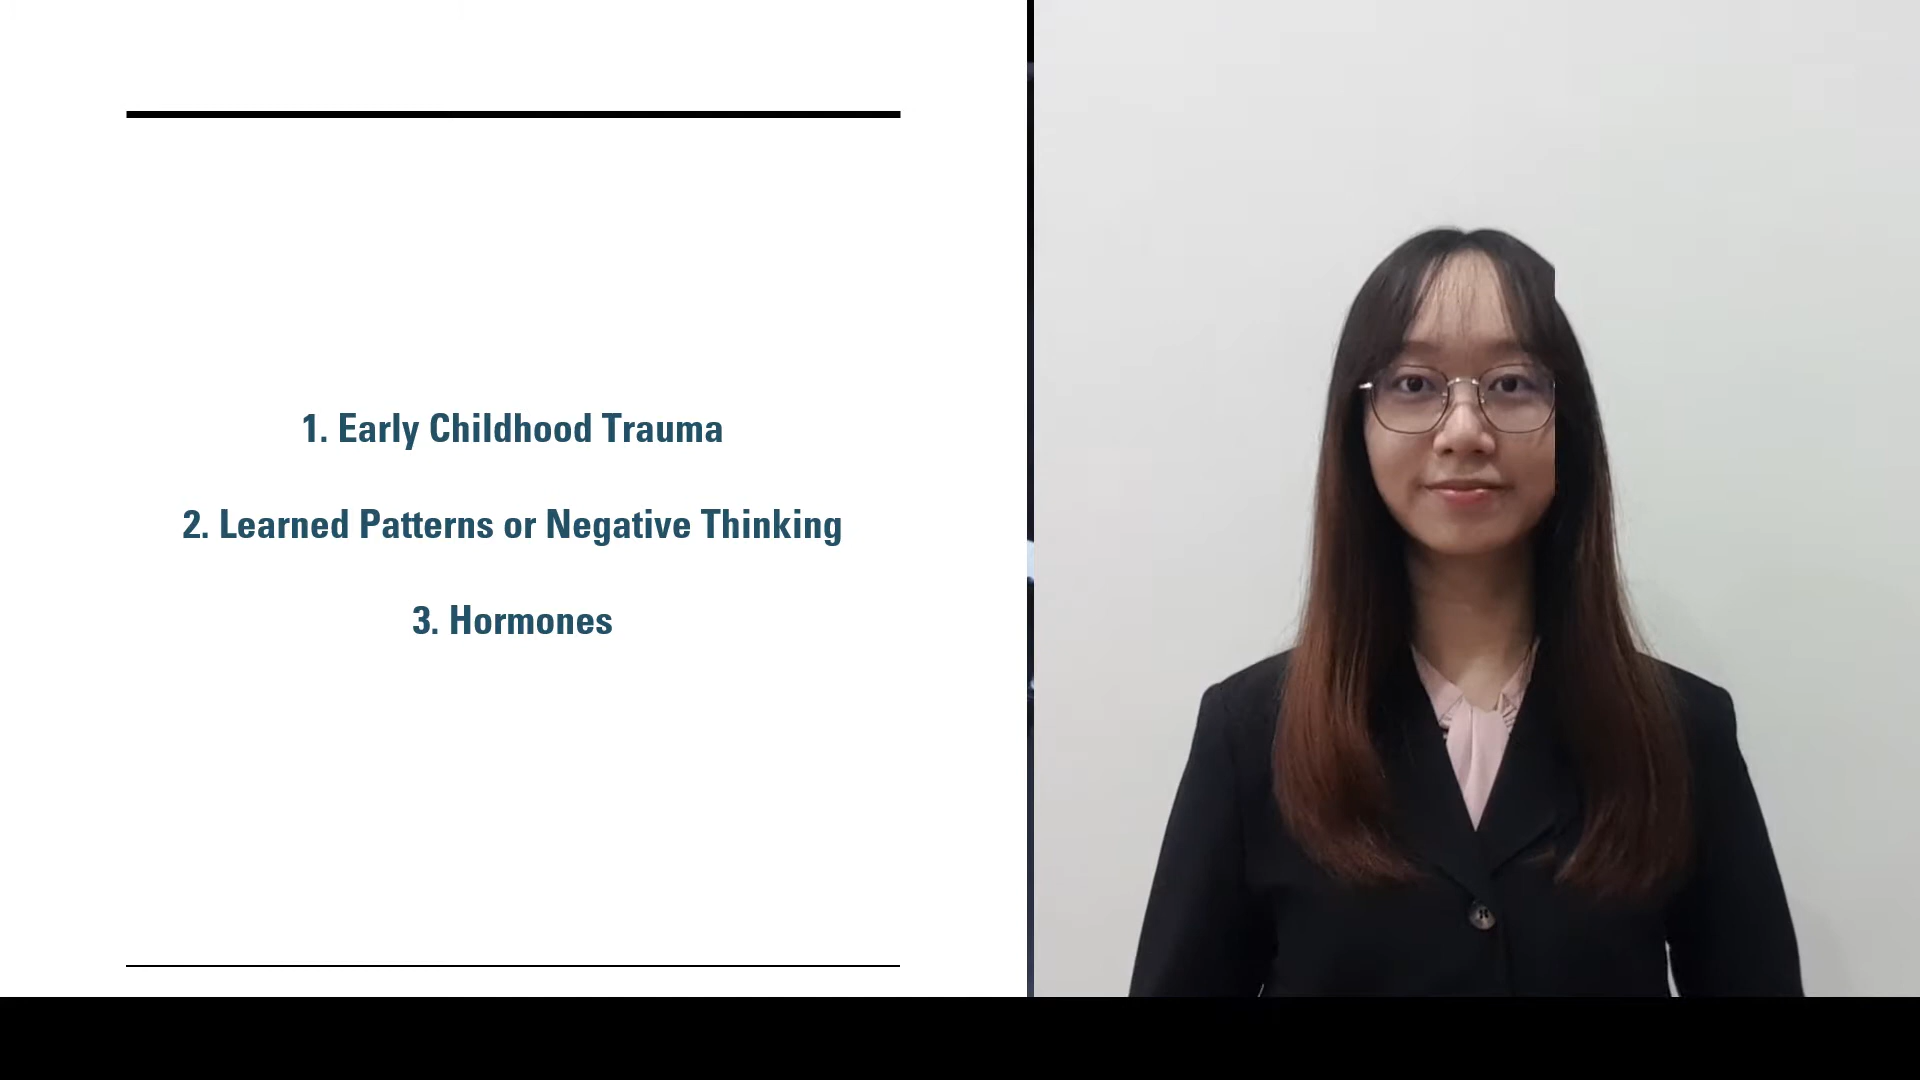 1. Early Childhood Trauma
2. Learned Patterns or Negative Thinking
3. Hormones